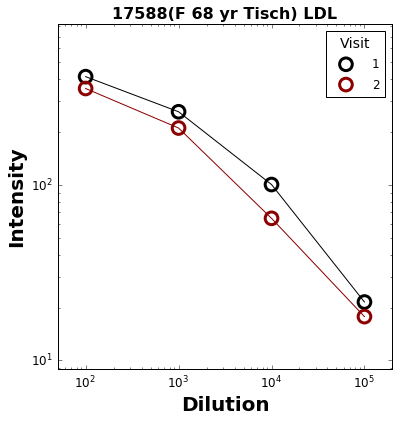 17588(F 68 yr Tisch) LDL
Visit
1
2
Intensity
10²
10¹
10² 10³ 10⁴ 10⁵
Dilution